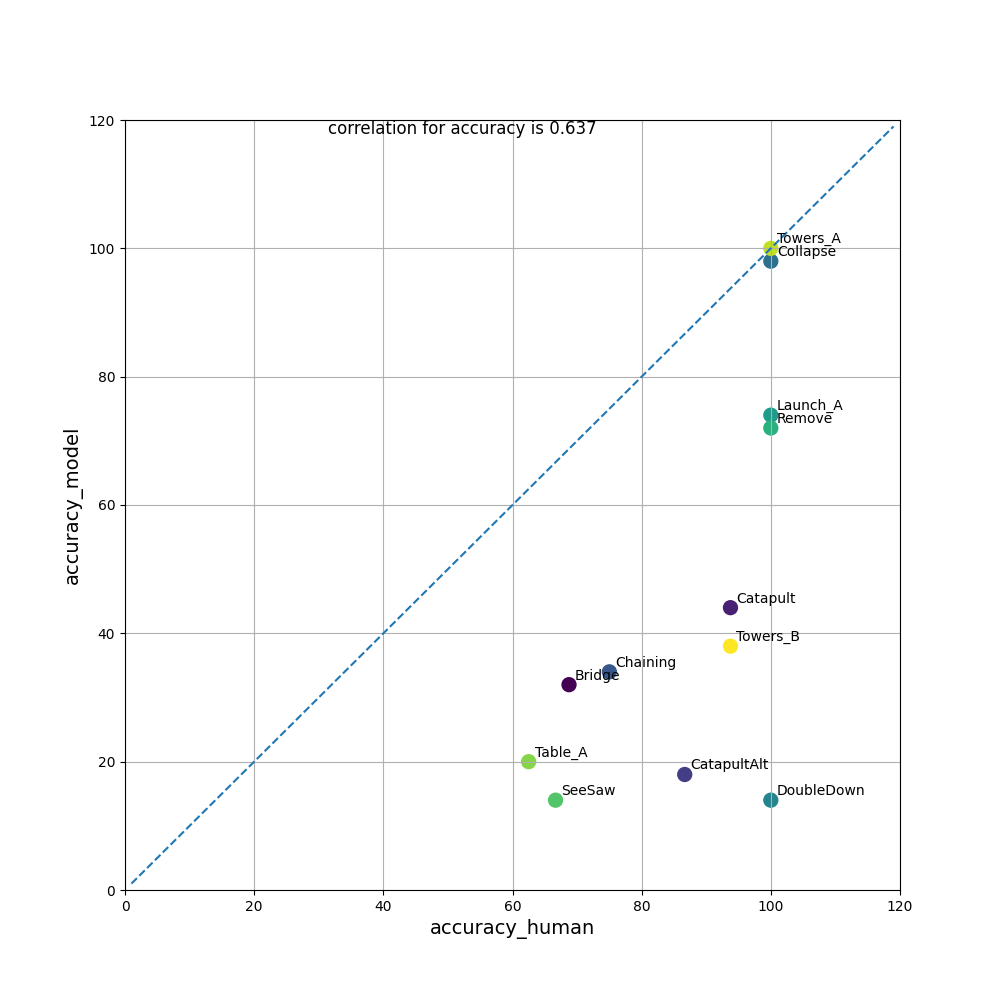 correlation for accuracy is 0.637
120
100
80
60
40
20
0
accuracy_model
Towers_A
Collapse
Launch_A
Remove
Catapult
Towers_B
Chaining
Bridge
Table_A
CatapultAlt
SeeSaw
DoubleDown
0 20 40 60 80 100 120
accuracy_human